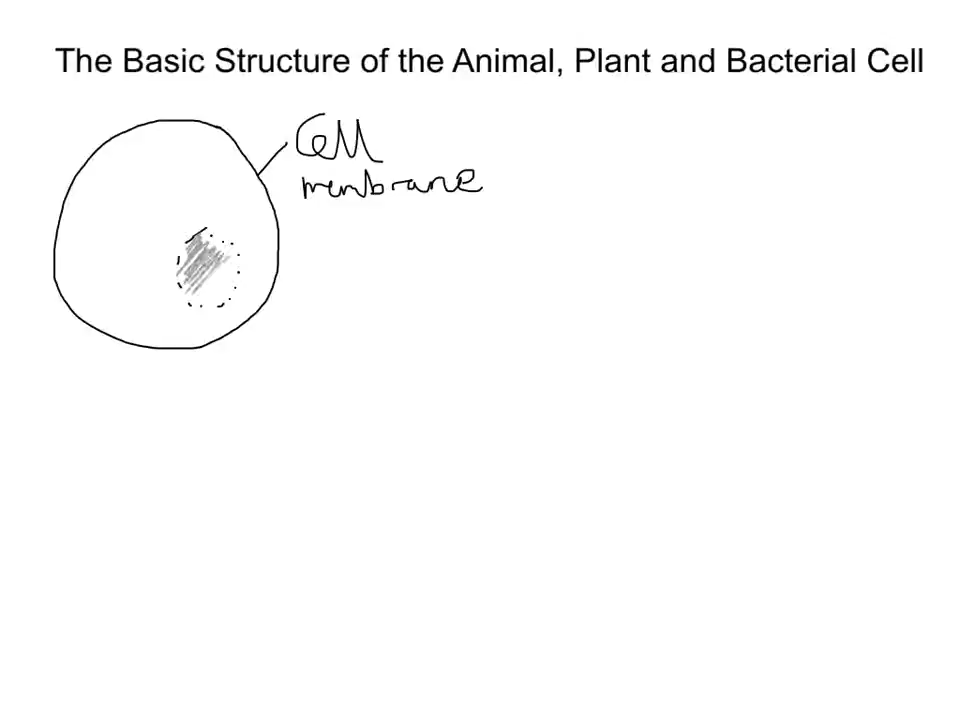 The Basic Structure of the Animal, Plant and Bacterial Cell
Cell
membrane